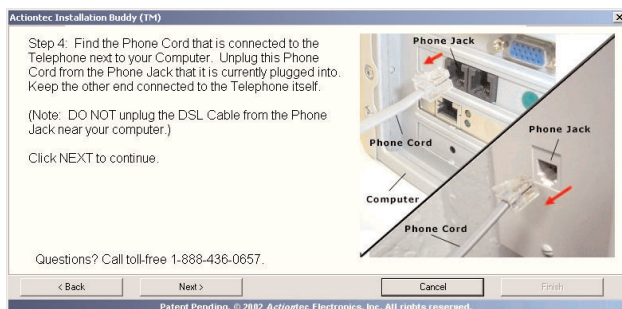 Actiontec Installation Buddy (TM)
Step 4: Find the Phone Cord that is connected to the
Telephone next to your Computer. Unplug this Phone
Cord from the Phone Jack that it is currently plugged into.
Keep the other end connected to the Telephone itself.
(Note: DO NOT unplug the DSL Cable from the Phone
Jack near your computer.)
Click NEXT to continue.
Questions? Call toll-free 1-888-436-0657.
Phone Jack
Phone Cord
Computer
Phone Jack
Phone Cord
< Back
Next >
Cancel
Finish
Patent Pending. © 2002 Actiontec Electronics, Inc. All rights reserved.